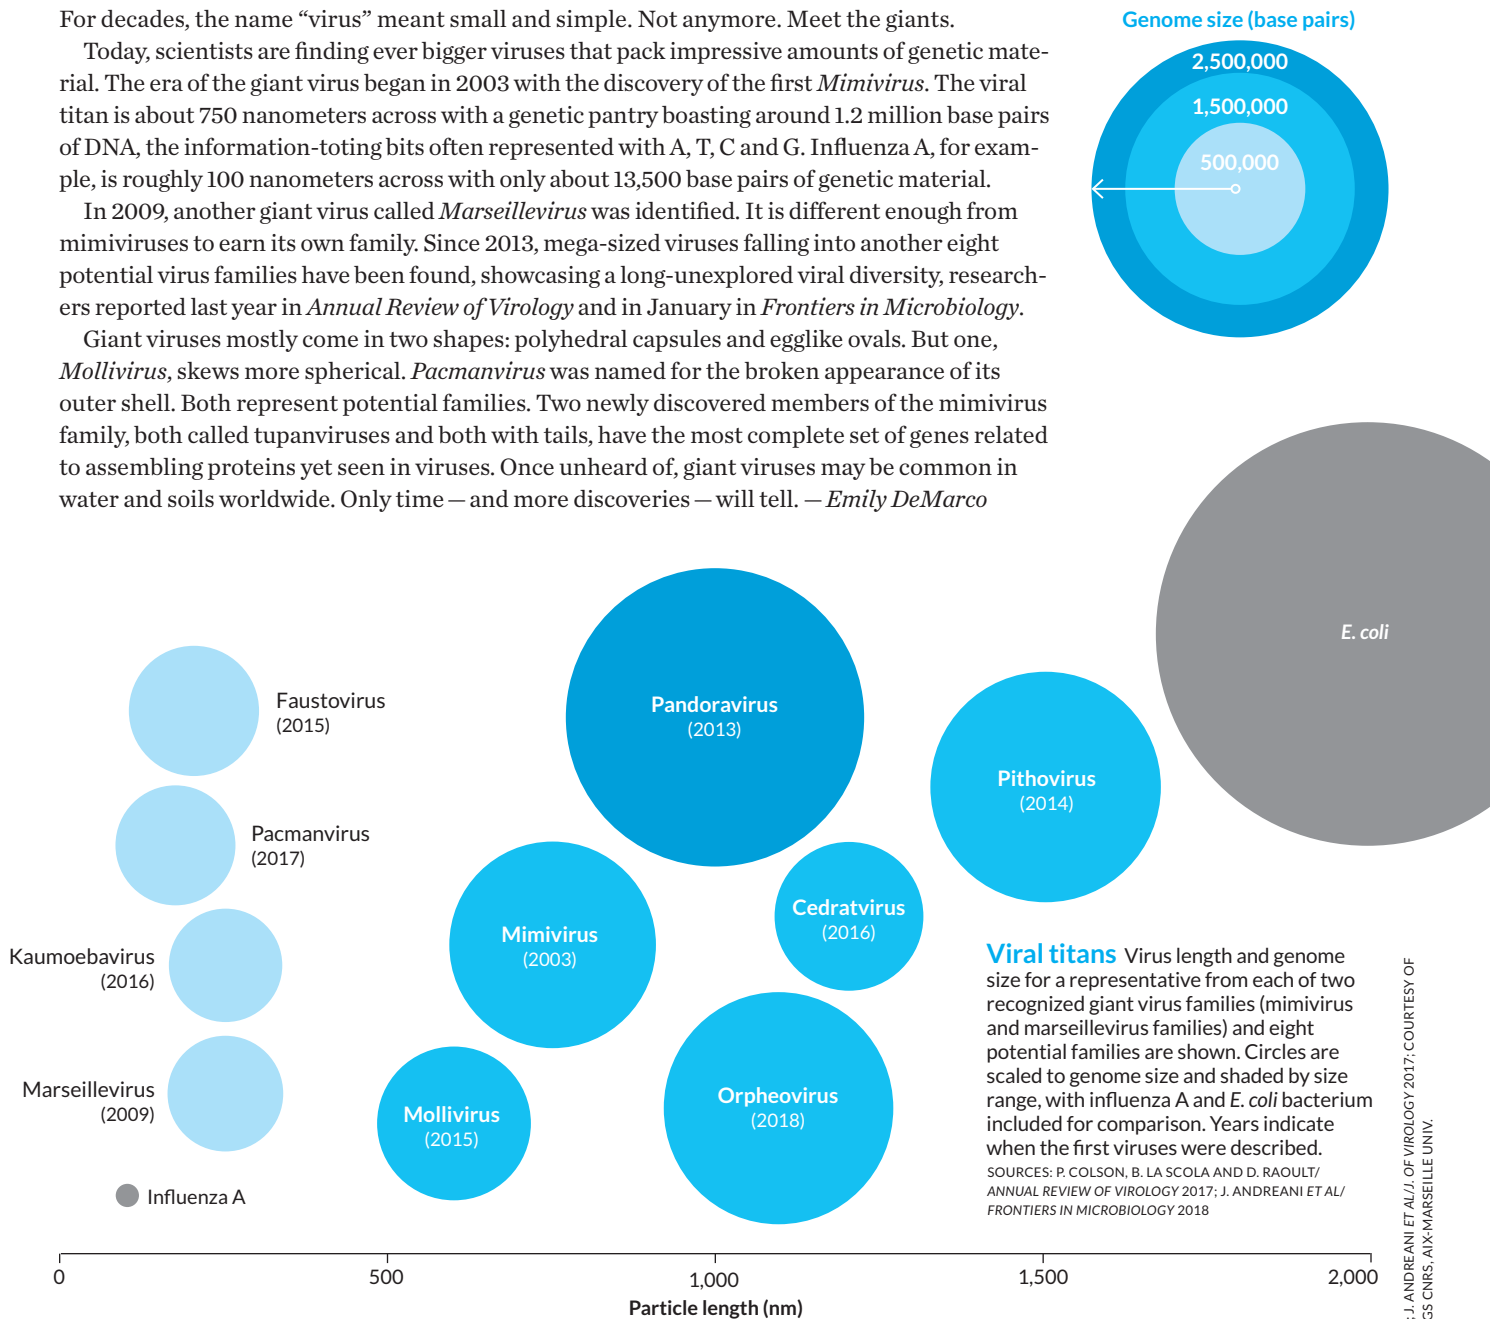 For decades, the name “virus” meant small and simple. Not anymore. Meet the giants.
Today, scientists are finding ever bigger viruses that pack impressive amounts of genetic mate-
rial. The era of the giant virus began in 2003 with the discovery of the first Mimivirus. The viral
titan is about 750 nanometers across with a genetic pantry boasting around 1.2 million base pairs
of DNA, the information-toting bits often represented with A, T, C and G. Influenza A, for exam-
ple, is roughly 100 nanometers across with only about 13,500 base pairs of genetic material.
In 2009, another giant virus called Marseillevirus was identified. It is different enough from
mimiviruses to earn its own family. Since 2013, mega-sized viruses falling into another eight
potential virus families have been found, showcasing a long-unexplored viral diversity, research-
ers reported last year in Annual Review of Virology and in January in Frontiers in Microbiology.
Giant viruses mostly come in two shapes: polyhedral capsules and egglike ovals. But one,
Mollivirus, skews more spherical. Pacmanvirus was named for the broken appearance of its
outer shell. Both represent potential families. Two newly discovered members of the mimivirus
family, both called tupanviruses and both with tails, have the most complete set of genes related
to assembling proteins yet seen in viruses. Once unheard of, giant viruses may be common in
water and soils worldwide. Only time — and more discoveries — will tell. — Emily DeMarco
Genome size (base pairs)
2,500,000
1,500,000
500,000
E. coli
Faustovirus
(2015)
Pandoravirus
(2013)
Pithovirus
(2014)
Pacmanvirus
(2017)
Cedratvirus
(2016)
Mimivirus
(2003)
Kaumoebavirus
(2016)
Marseillevirus
(2009)
Mollivirus
(2015)
Orpheovirus
(2018)
Influenza A
Viral titans Virus length and genome
size for a representative from each of two
recognized giant virus families (mimivirus
and marseillevirus families) and eight
potential families are shown. Circles are
scaled to genome size and shaded by size
range, with influenza A and E. coli bacterium
included for comparison. Years indicate
when the first viruses were described.
SOURCES: P. COLSON, B. LA SCOLA AND D. RAOULT/
ANNUAL REVIEW OF VIROLOGY 2017; J. ANDREANI ET AL/
FRONTIERS IN MICROBIOLOGY 2018
; J. ANDREANI ET AL/J. OF VIROLOGY 2017; COURTESY OF
GS CNRS, AIX-MARSEILLE UNIV.
0
500
1,000
1,500
2,000
Particle length (nm)